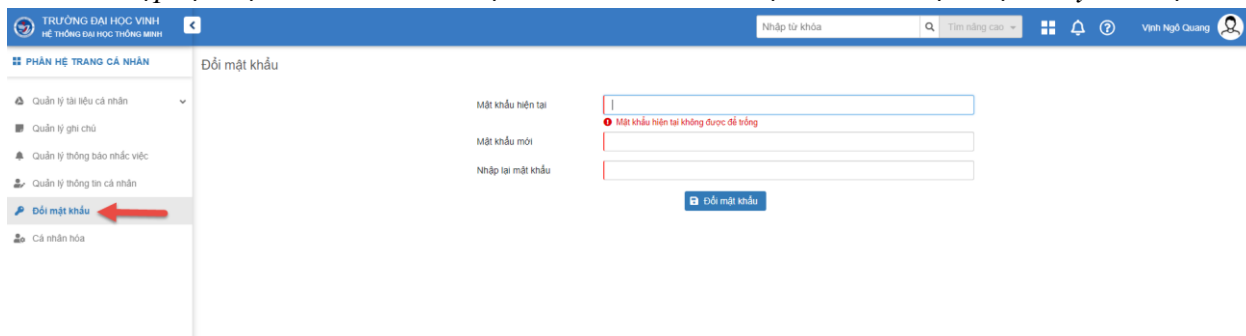 TRƯỜNG ĐẠI HỌC VINH
HỆ THỐNG ĐẠI HỌC THÔNG MINH
Nhập từ khóa
Tìm nâng cao
Vịnh Ngô Quang
PHÂN HỆ TRANG CÁ NHÂN
Đổi mật khẩu
Quản lý tài liệu cá nhân
Quản lý ghi chú
Quản lý thông báo nhắc việc
Quản lý thông tin cá nhân
Đổi mật khẩu
Cá nhân hóa
Mật khẩu hiện tại
Mật khẩu hiện tại không được để trống
Mật khẩu mới
Nhập lại mật khẩu
Đổi mật khẩu